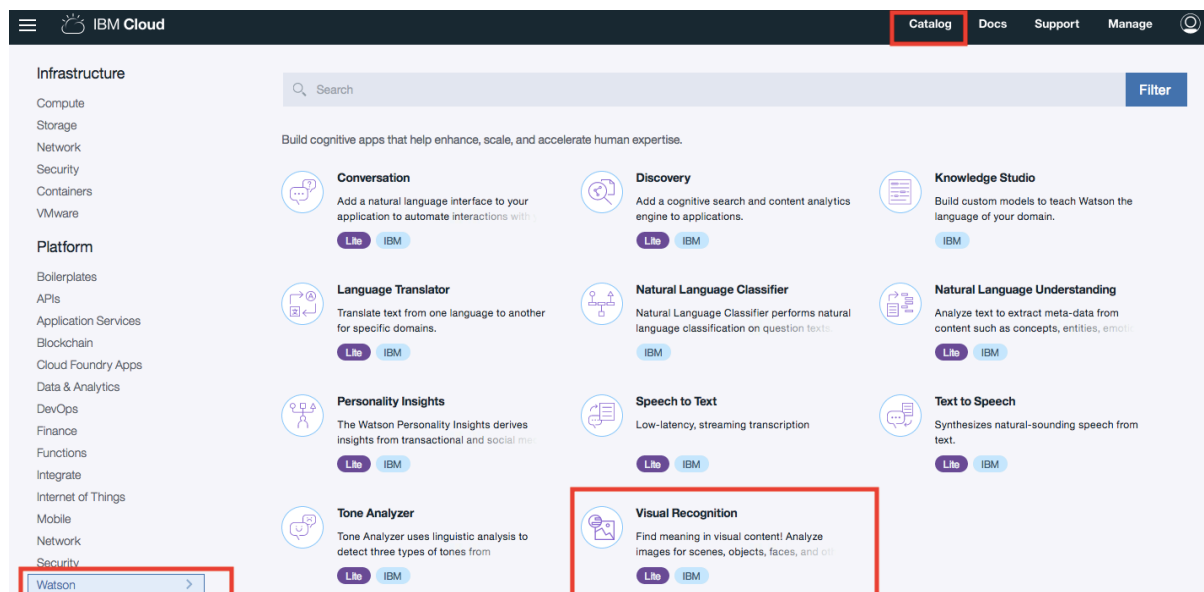 IBM Cloud
Catalog Docs Support Manage
Infrastructure
Compute
Storage
Network
Security
Containers
VMware
Platform
Boilerplates
APIs
Application Services
Blockchain
Cloud Foundry Apps
Data & Analytics
DevOps
Finance
Functions
Integrate
Internet of Things
Mobile
Network
Security
Watson
Search
Filter
Build cognitive apps that help enhance, scale, and accelerate human expertise.
Conversation
Add a natural language interface to your
application to automate interactions with
Lite IBM
Discovery
Add a cognitive search and content analytics
engine to applications.
Lite IBM
Knowledge Studio
Build custom models to teach Watson the
language of your domain.
IBM
Language Translator
Translate text from one language to another
for specific domains.
Lite IBM
Natural Language Classifier
Natural Language Classifier performs natural
language classification on question texts.
IBM
Natural Language Understanding
Analyze text to extract meta-data from
content such as concepts, entities,
Lite IBM
Personality Insights
The Watson Personality Insights derives
insights from transactional and social
Lite IBM
Speech to Text
Low-latency, streaming transcription
Lite IBM
Text to Speech
Synthesizes natural-sounding speech from
text.
Lite IBM
Tone Analyzer
Tone Analyzer uses linguistic analysis to
detect three types of tones from
Lite IBM
Visual Recognition
Find meaning in visual content! Analyze
images for scenes, objects, faces, and
Lite IBM